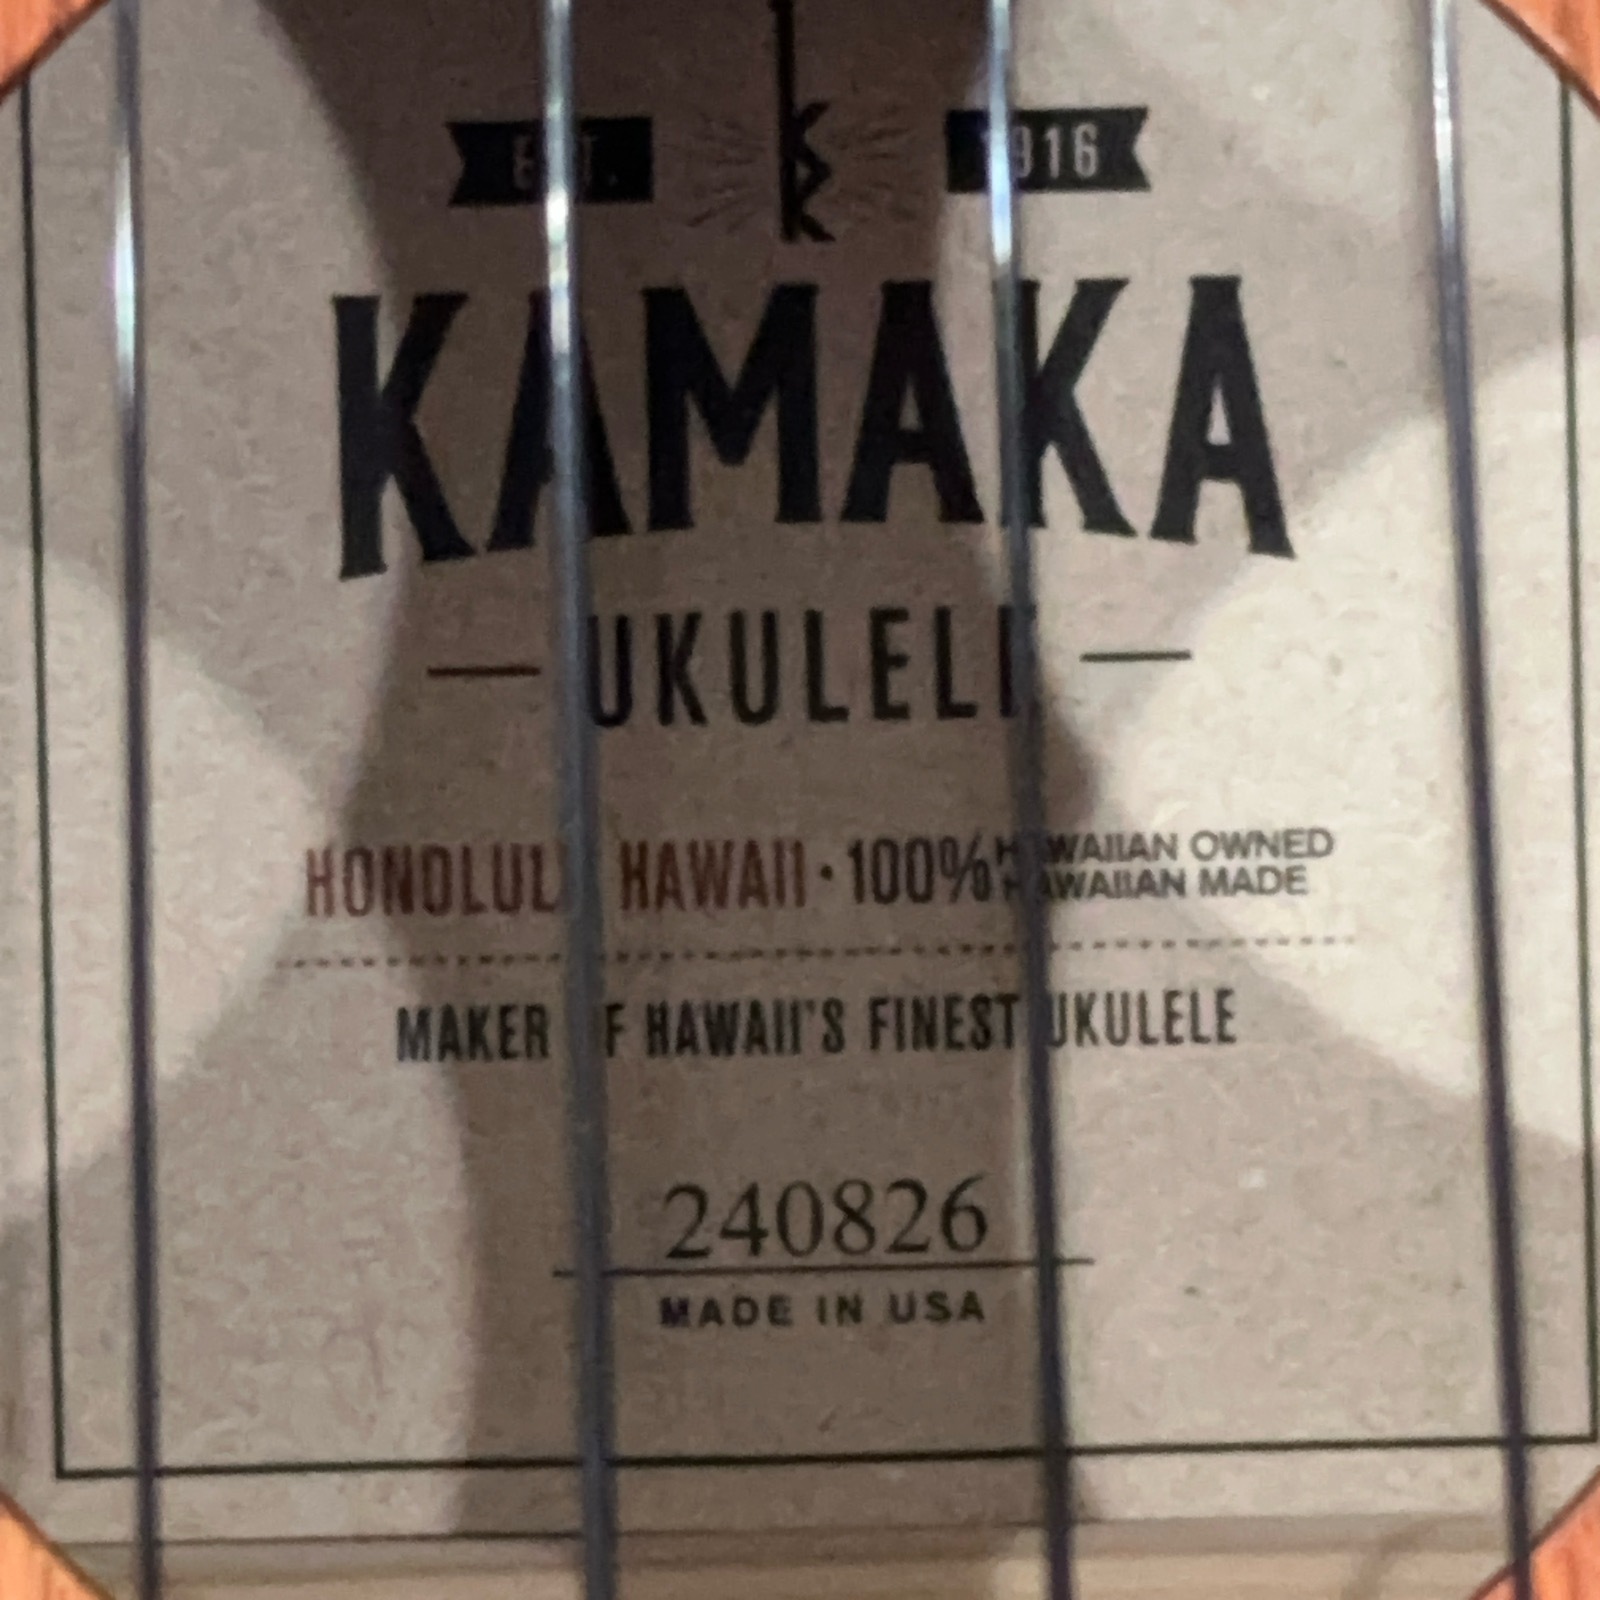 EST. 1916
KAMAKA
UKULELE
HONOLULU HAWAII · 100% HAWAIIAN OWNED
HAWAIIAN MADE
MAKER OF HAWAII'S FINEST UKULELE
240826
MADE IN USA